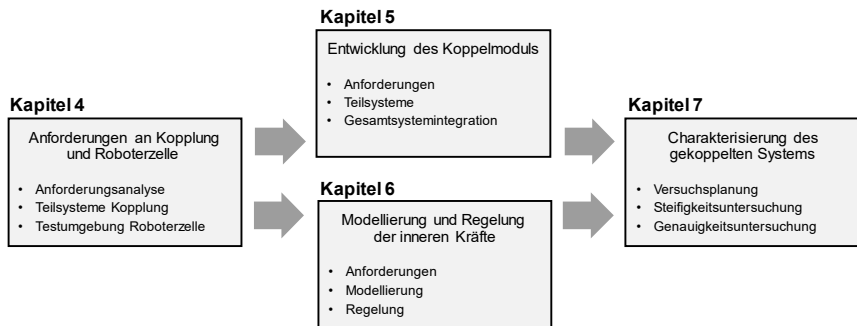 Kapitel 4
Anforderungen an Kopplung
und Roboterzelle
• Anforderungsanalyse
• Teilsysteme Kopplung
• Testumgebung Roboterzelle
Kapitel 5
Entwicklung des Koppelmoduls
• Anforderungen
• Teilsysteme
• Gesamtsystemintegration
Kapitel 6
Modellierung und Regelung
der inneren Kräfte
• Anforderungen
• Modellierung
• Regelung
Kapitel 7
Charakterisierung des
gekoppelten Systems
• Versuchsplanung
• Steifigkeitsuntersuchung
• Genauigkeitsuntersuchung